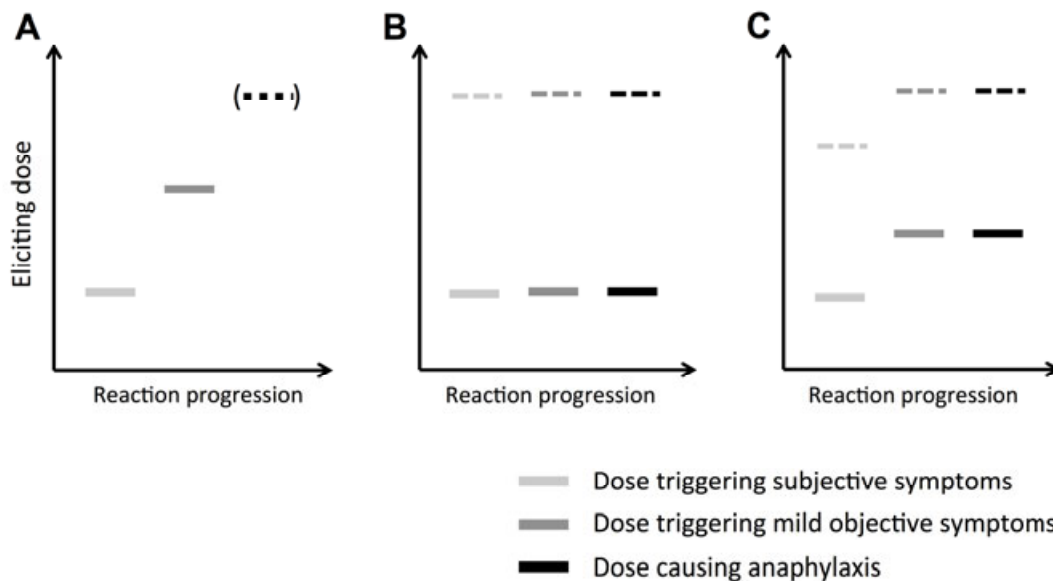 A
B
C
Eliciting dose
Reaction progression
Reaction progression
Reaction progression
Dose triggering subjective symptoms
Dose triggering mild objective symptoms
Dose causing anaphylaxis